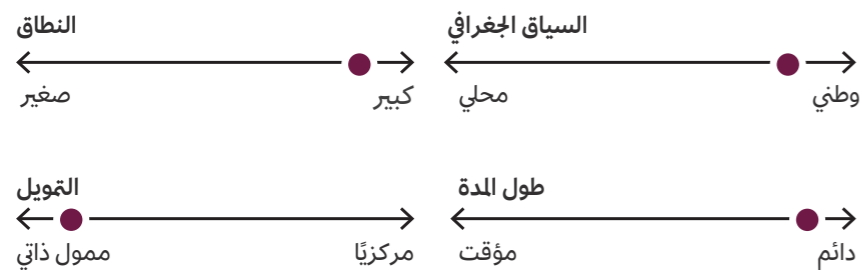 السياق الجغرافي
وطني
محلي
النطاق
كبير
صغير
طول المدة
دائم
مؤقت
التمويل
مركزيًا
ممول ذاتي